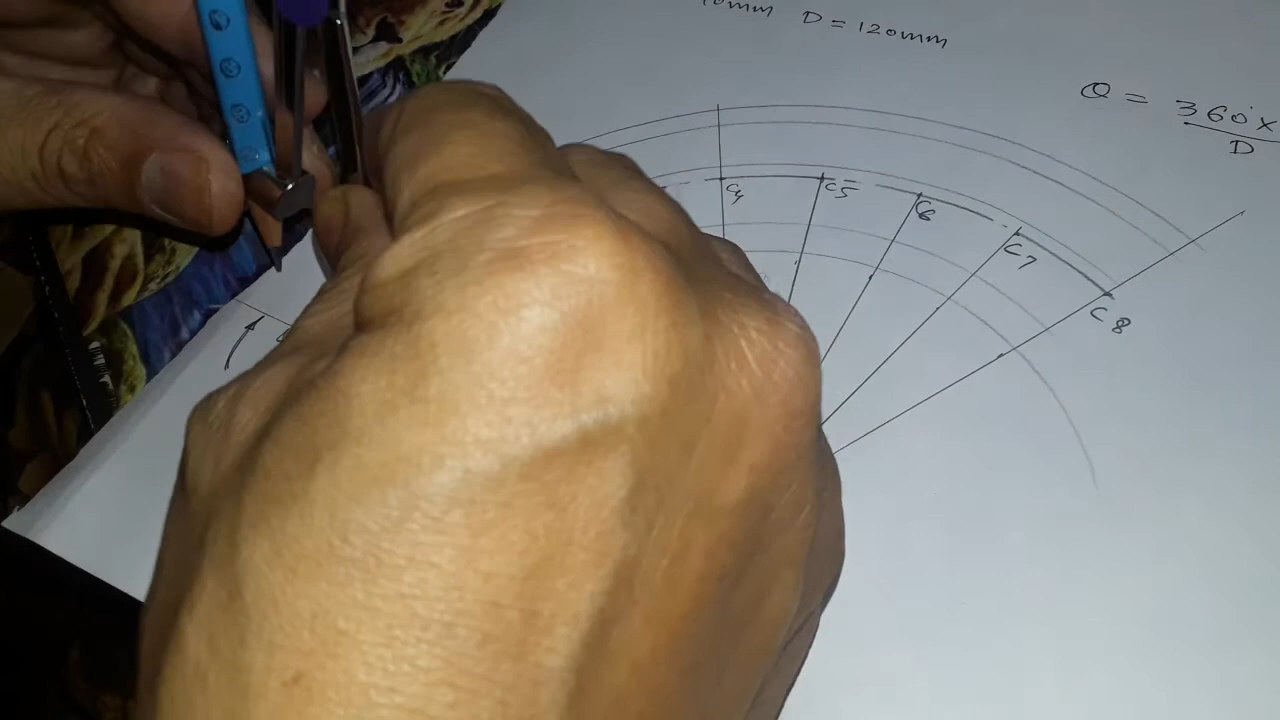 D = 120mm
Q = 360° x
D
C4
C5
C6
C7
C8